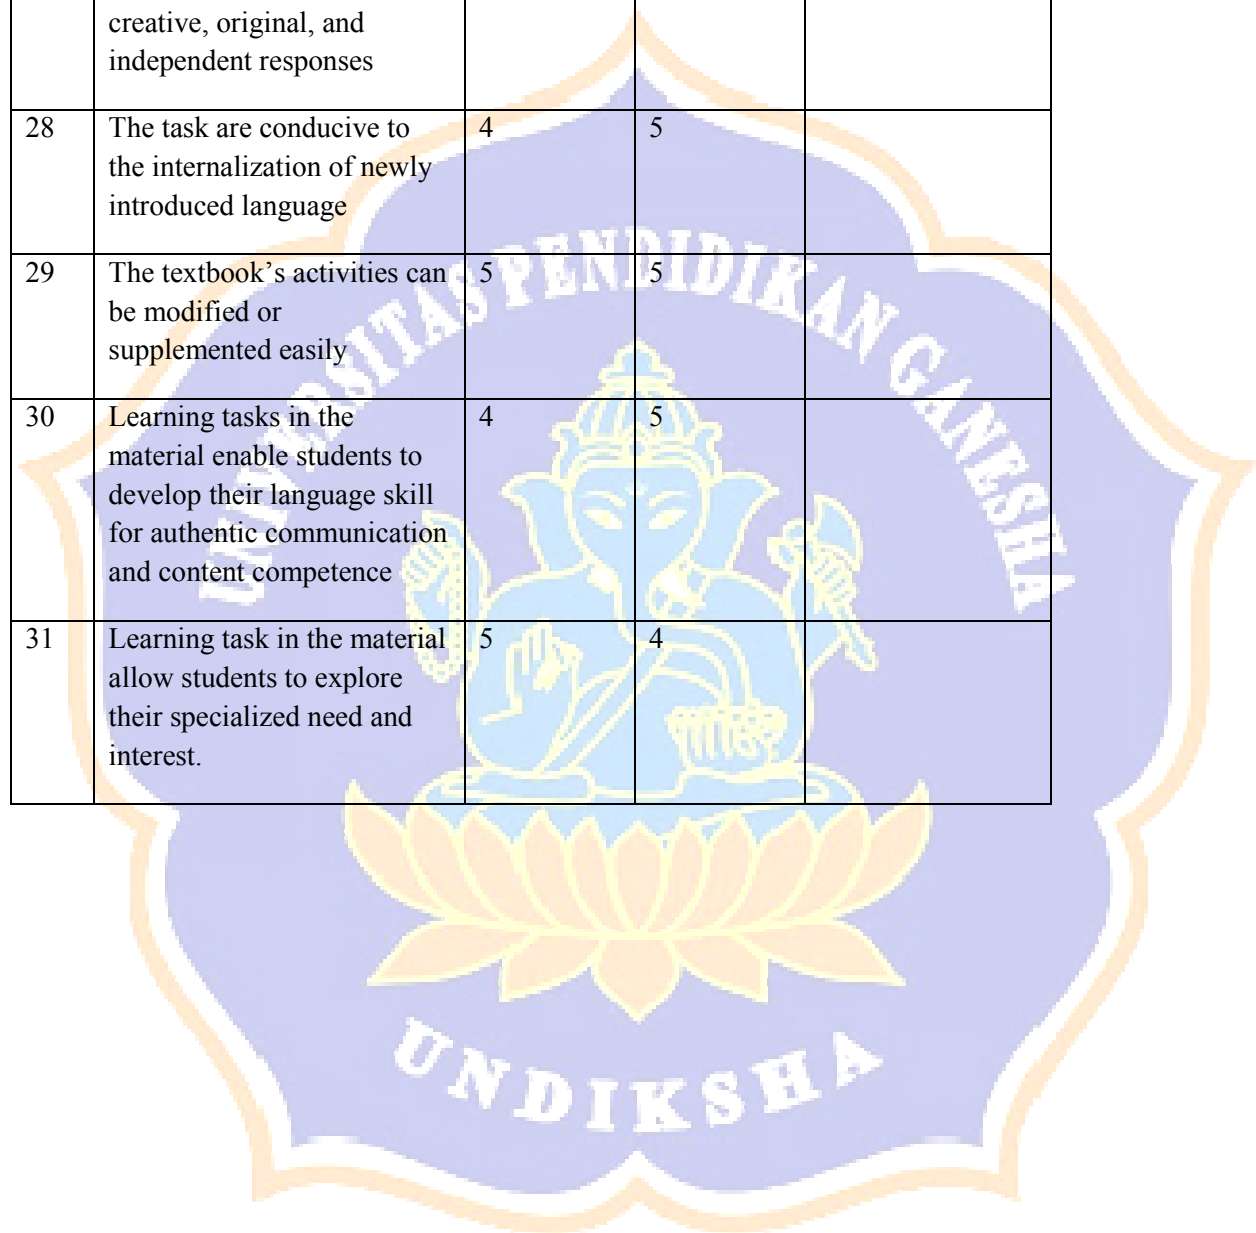 creative, original, and
independent responses
28 The task are conducive to 4 5
the internalization of newly
introduced language
29 The textbook’s activities can 5 5
be modified or
supplemented easily
30 Learning tasks in the 4 5
material enable students to
develop their language skill
for authentic communication
and content competence
31 Learning task in the material 5 4
allow students to explore
their specialized need and
interest.
UNIVERSITAS PENDIDIKAN GANESHA
UNDIKSHA